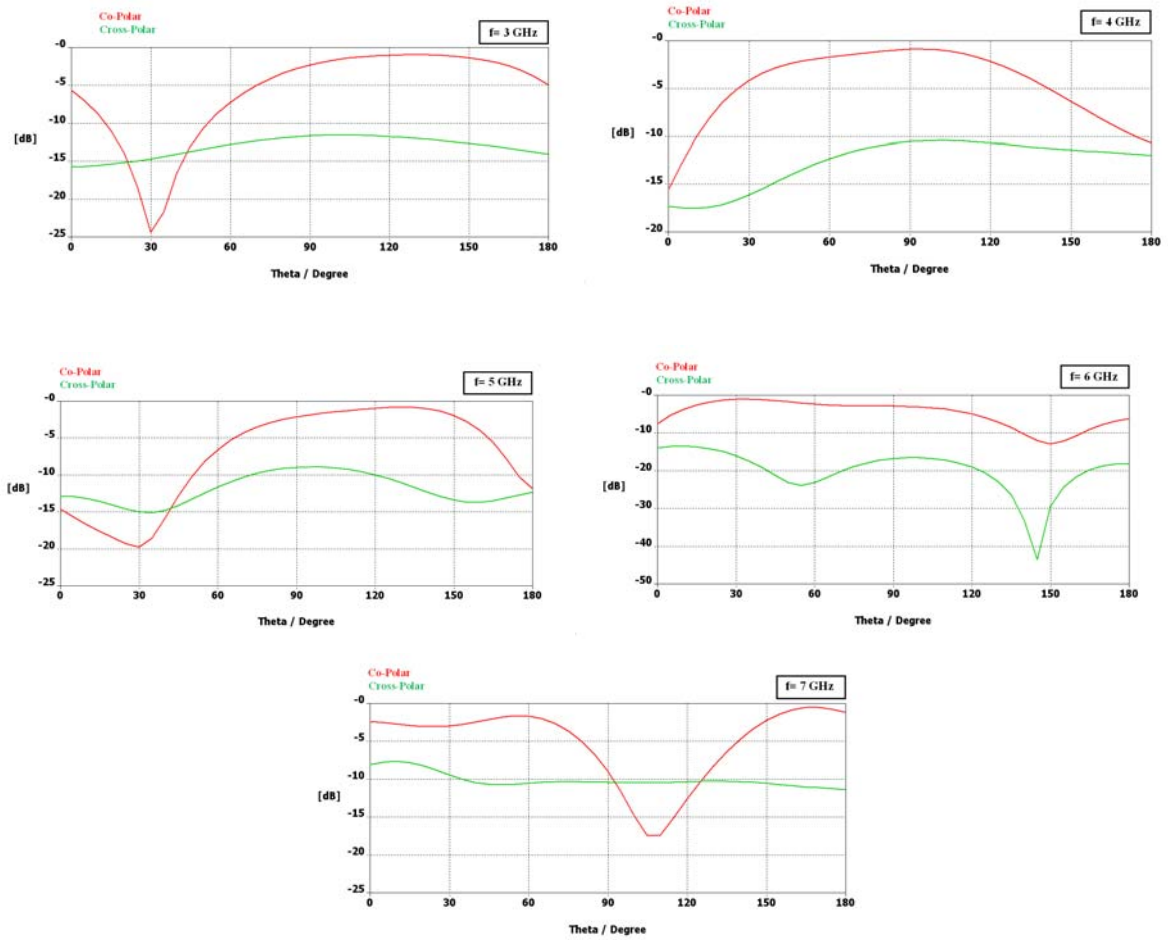 Co-Polar
Cross-Polar
f= 3 GHz
-0
-5
-10
[dB]
-15
-20
-25
0 30 60 90 120 150 180
Theta / Degree
Co-Polar
Cross-Polar
f= 4 GHz
-0
-5
-10
[dB]
-15
-20
0 30 60 90 120 150 180
Theta / Degree
Co-Polar
Cross-Polar
f= 5 GHz
-0
-5
-10
[dB]
-15
-20
-25
0 30 60 90 120 150 180
Theta / Degree
Co-Polar
Cross-Polar
f= 6 GHz
-0
-10
-20
[dB]
-30
-40
-50
0 30 60 90 120 150 180
Theta / Degree
Co-Polar
Cross-Polar
f= 7 GHz
-0
-5
-10
[dB]
-15
-20
-25
0 30 60 90 120 150 180
Theta / Degree